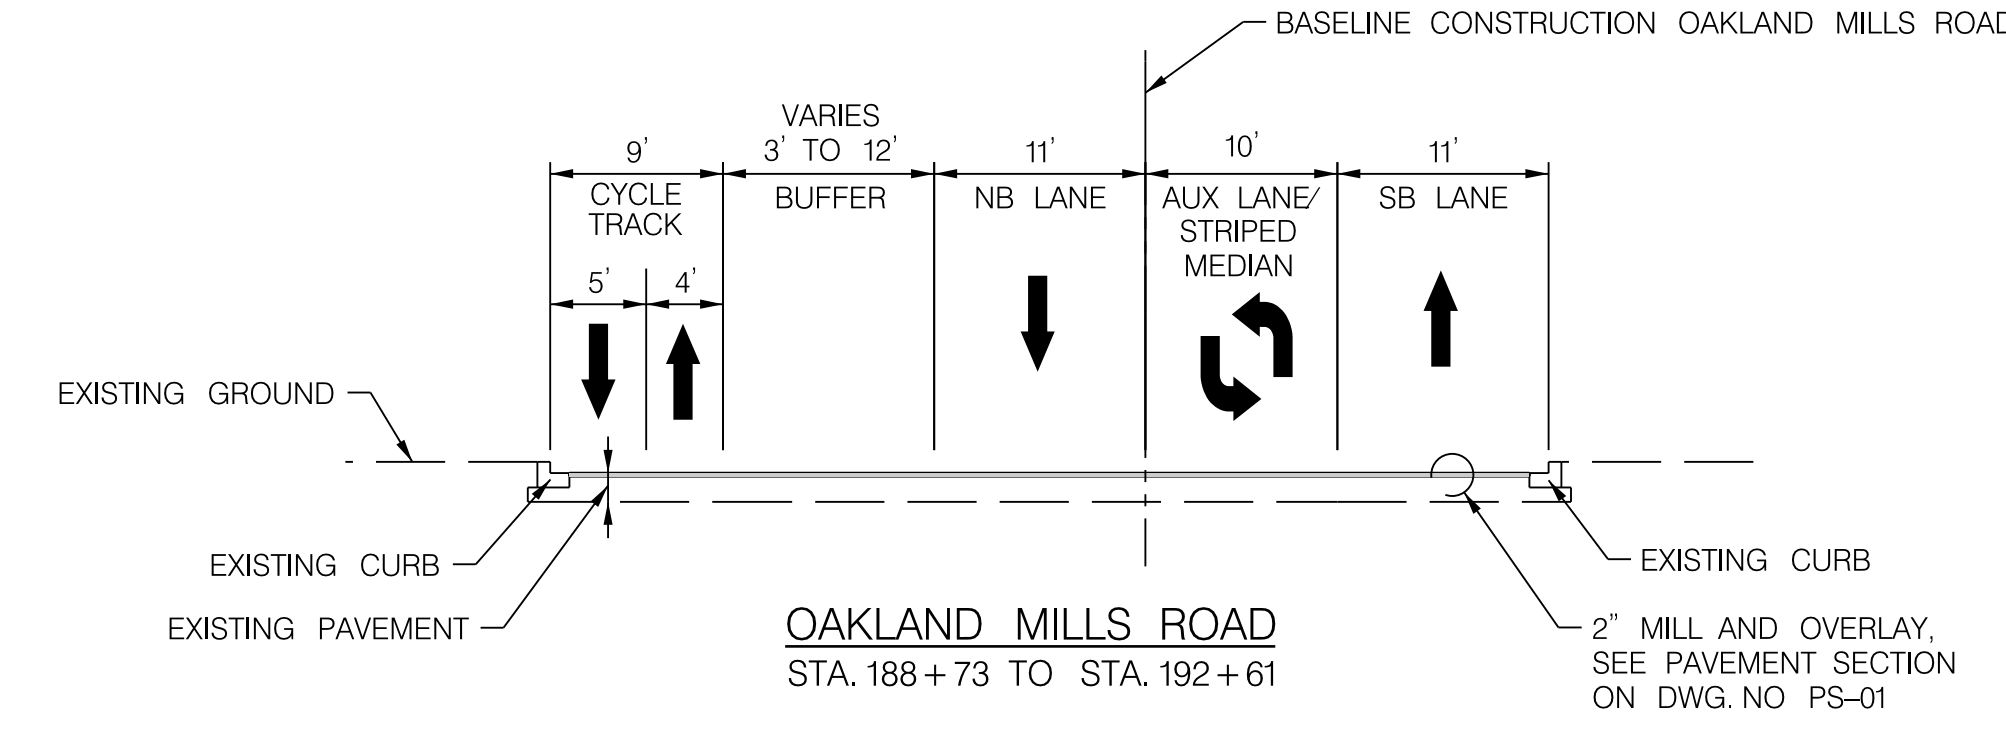 BASELINE CONSTRUCTION OAKLAND MILLS ROAD
VARIES
9' 3' TO 12' 11' 10' 11'
CYCLE
TRACK
BUFFER
NB LANE
AUX LANE/
STRIPED
MEDIAN
SB LANE
5' 4'
EXISTING GROUND
EXISTING CURB
EXISTING PAVEMENT
EXISTING CURB
2" MILL AND OVERLAY,
SEE PAVEMENT SECTION
ON DWG. NO PS-01
OAKLAND MILLS ROAD
STA. 188+73 TO STA. 192+61